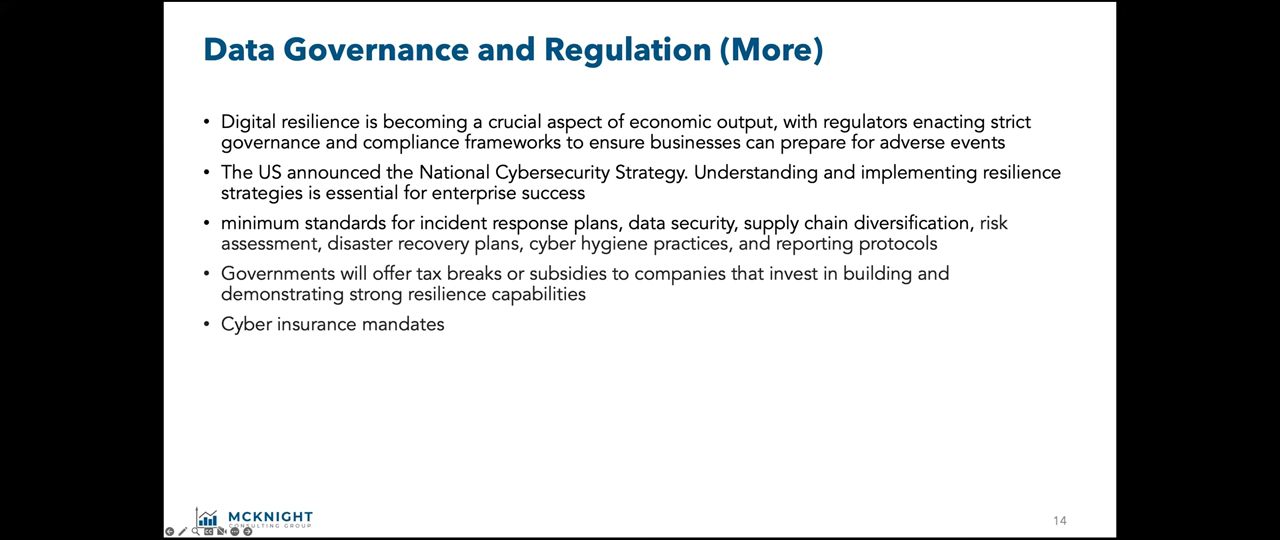 Data Governance and Regulation (More)
• Digital resilience is becoming a crucial aspect of economic output, with regulators enacting strict
governance and compliance frameworks to ensure businesses can prepare for adverse events
• The US announced the National Cybersecurity Strategy. Understanding and implementing resilience
strategies is essential for enterprise success
• minimum standards for incident response plans, data security, supply chain diversification, risk
assessment, disaster recovery plans, cyber hygiene practices, and reporting protocols
• Governments will offer tax breaks or subsidies to companies that invest in building and
demonstrating strong resilience capabilities
• Cyber insurance mandates
MCKNIGHT
CONSULTING GROUP
14